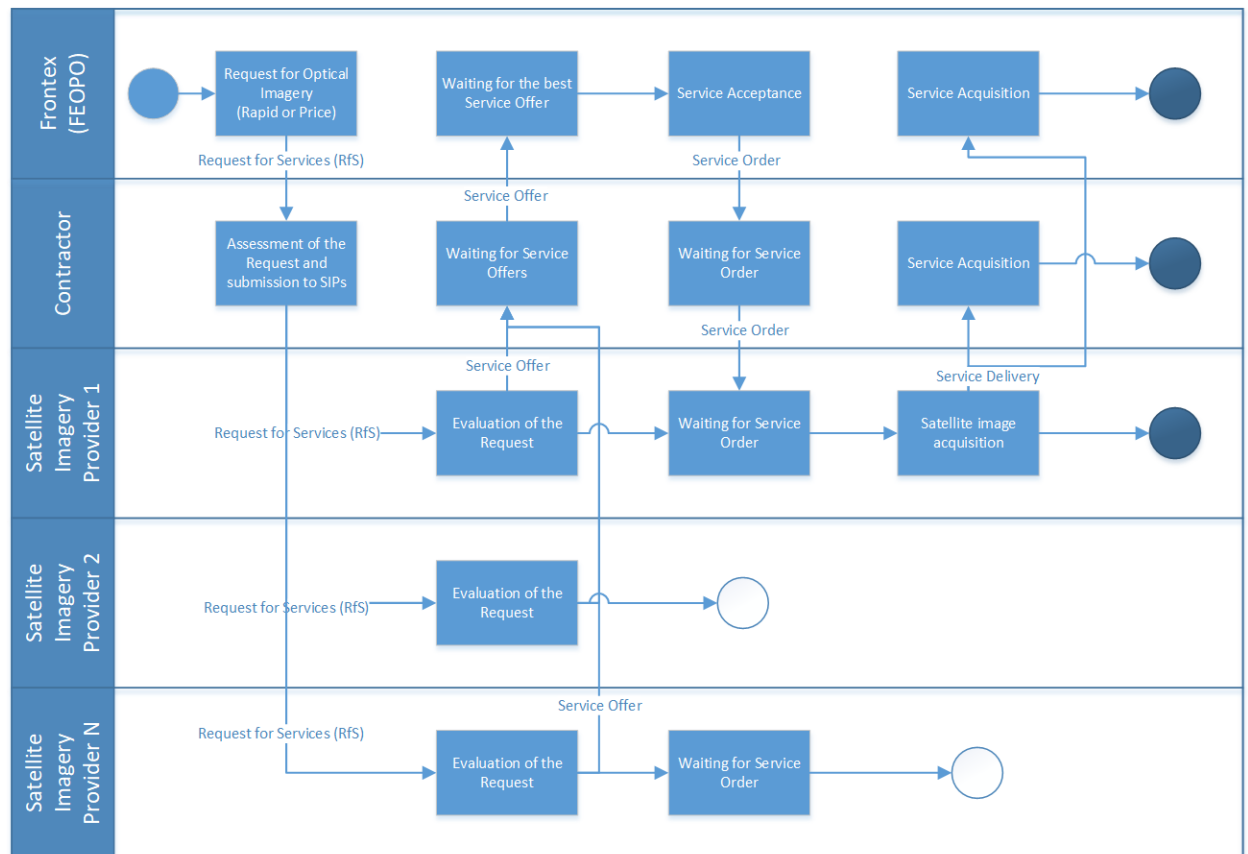 Frontex
(FEOPO)
Request for Optical
Imagery
(Rapid or Price)
Waiting for the best
Service Offer
Service Acceptance
Service Acquisition
Request for Services (RfS)
Service Order
Service Offer
Contractor
Assessment of the
Request and
submission to SIPs
Waiting for Service
Offers
Waiting for Service
Order
Service Acquisition
Service Order
Service Offer
Service Delivery
Satellite
Imagery
Provider 1
Request for Services (RfS)
Evaluation of the
Request
Waiting for Service
Order
Satellite image
acquisition
Satellite
Imagery
Provider 2
Request for Services (RfS)
Evaluation of the
Request
Satellite
Imagery
Provider N
Service Offer
Request for Services (RfS)
Evaluation of the
Request
Waiting for Service
Order